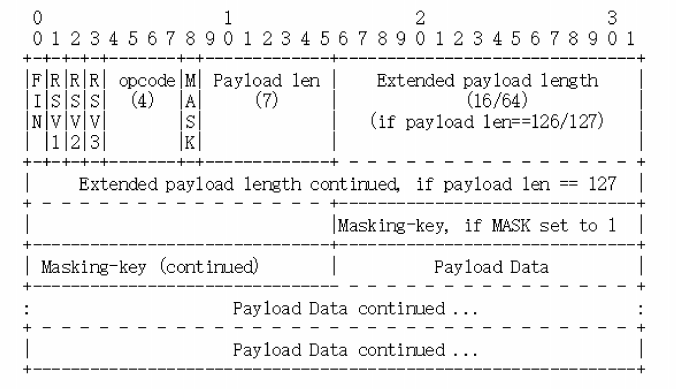 0 1 2 3
0 1 2 3 4 5 6 7 8 9 0 1 2 3 4 5 6 7 8 9 0 1 2 3 4 5 6 7 8 9 0 1
+-+-+-+-+-------+-+-------------+-------------------------------+
|F|R|R|R| opcode|M| Payload len | Extended payload length |
|I|S|S|S| (4) |A| (7) | (16/64) |
|N|V|V|V| |S| | (if payload len==126/127) |
| |1|2|3| |K| | |
+-+-+-+-+-------+-+-------------+ - - - - - - - - - - - - - - - +
| Extended payload length continued, if payload len == 127 |
+ - - - - - - - - - - - - - - - +-------------------------------+
| |Masking-key, if MASK set to 1 |
+-------------------------------+-------------------------------+
| Masking-key (continued) | Payload Data |
+-------------------------------- - - - - - - - - - - - - - - - +
: Payload Data continued ... :
+ - - - - - - - - - - - - - - - - - - - - - - - - - - - - - - - +
| Payload Data continued ... |
+---------------------------------------------------------------+